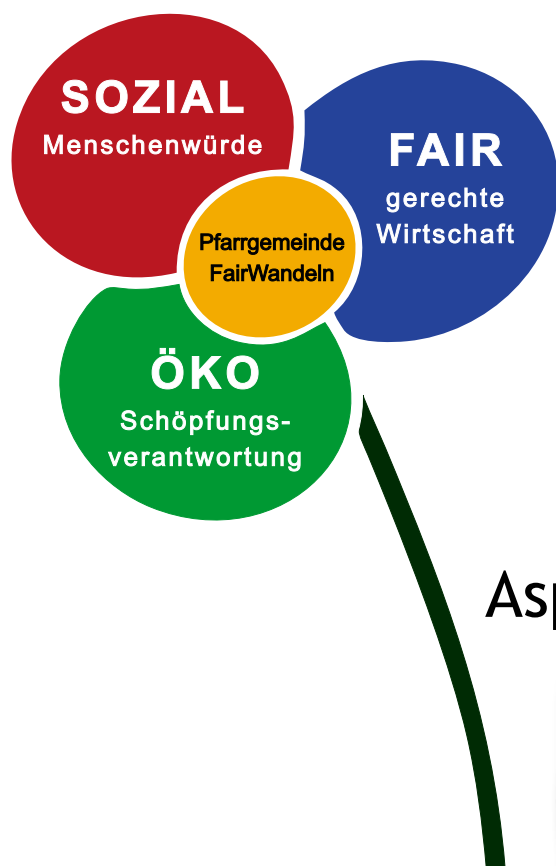 SOZIAL
Menschenwürde
FAIR
gerechte
Wirtschaft
Pfarrgemeinde
FairWandeln
ÖKO
Schöpfungs-
verantwortung